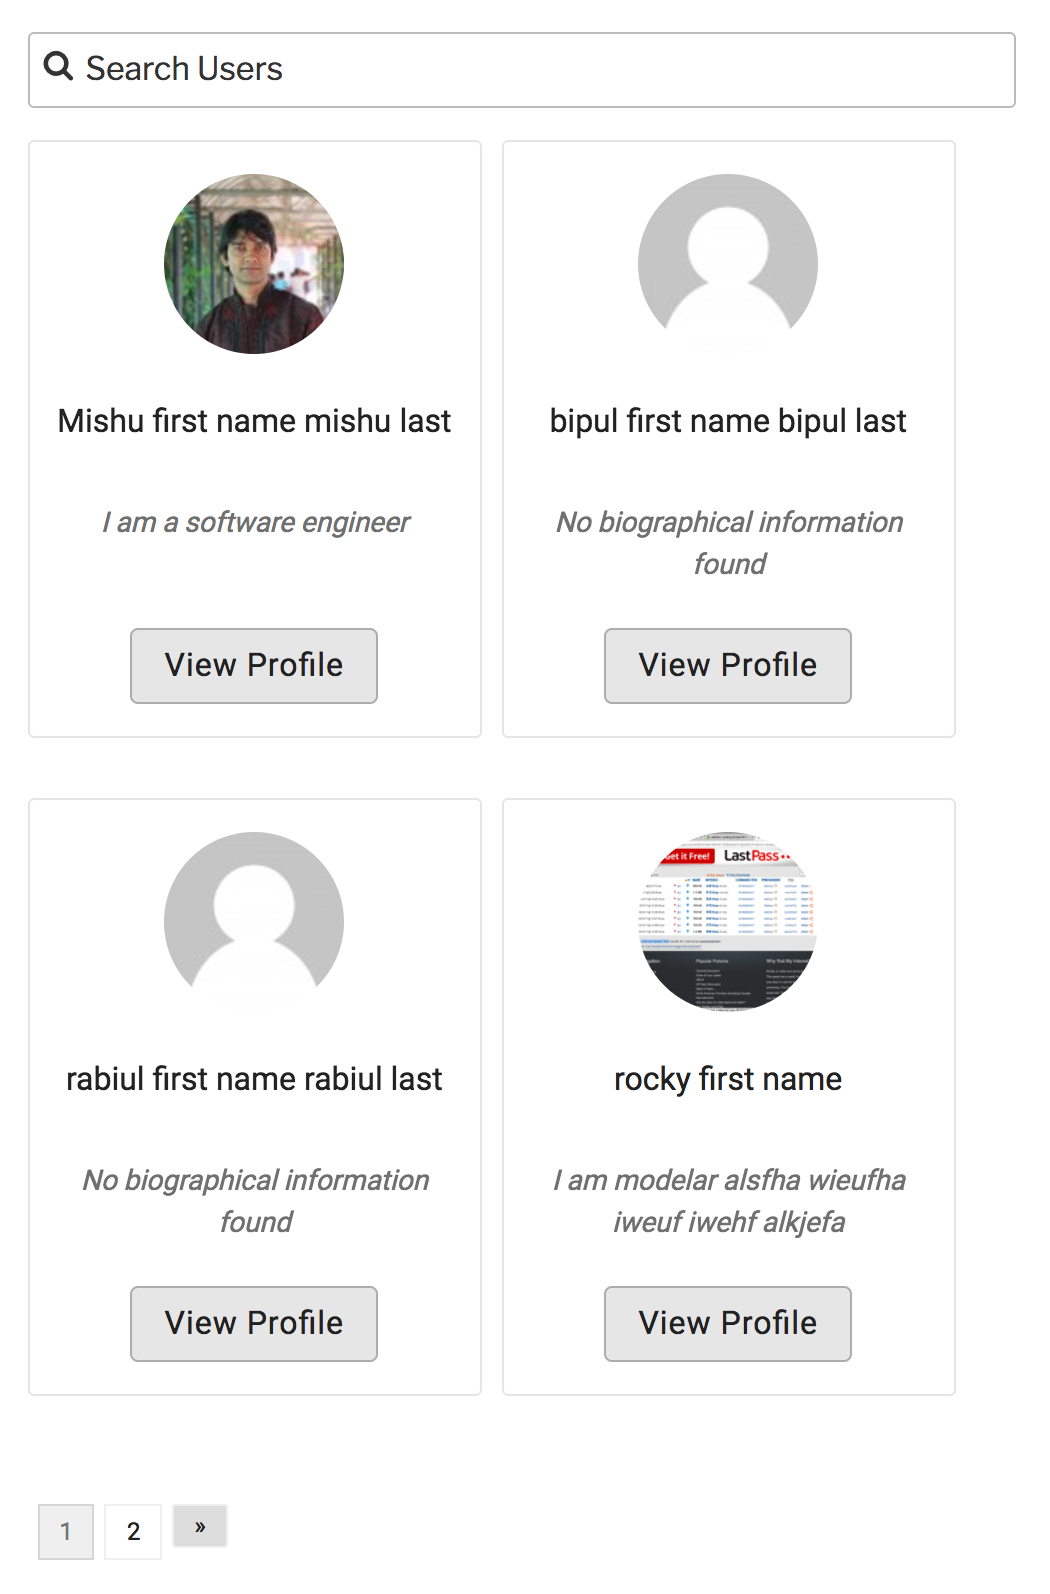 Search Users
Mishu first name mishu last
I am a software engineer
View Profile
bipul first name bipul last
No biographical information
found
View Profile
rabiul first name rabiul last
No biographical information
found
View Profile
Get it Free! LastPass
Popular Forums
rocky first name
I am modelar alsfha wieufha
iweuf iwehf alkjefa
View Profile
1 2 »